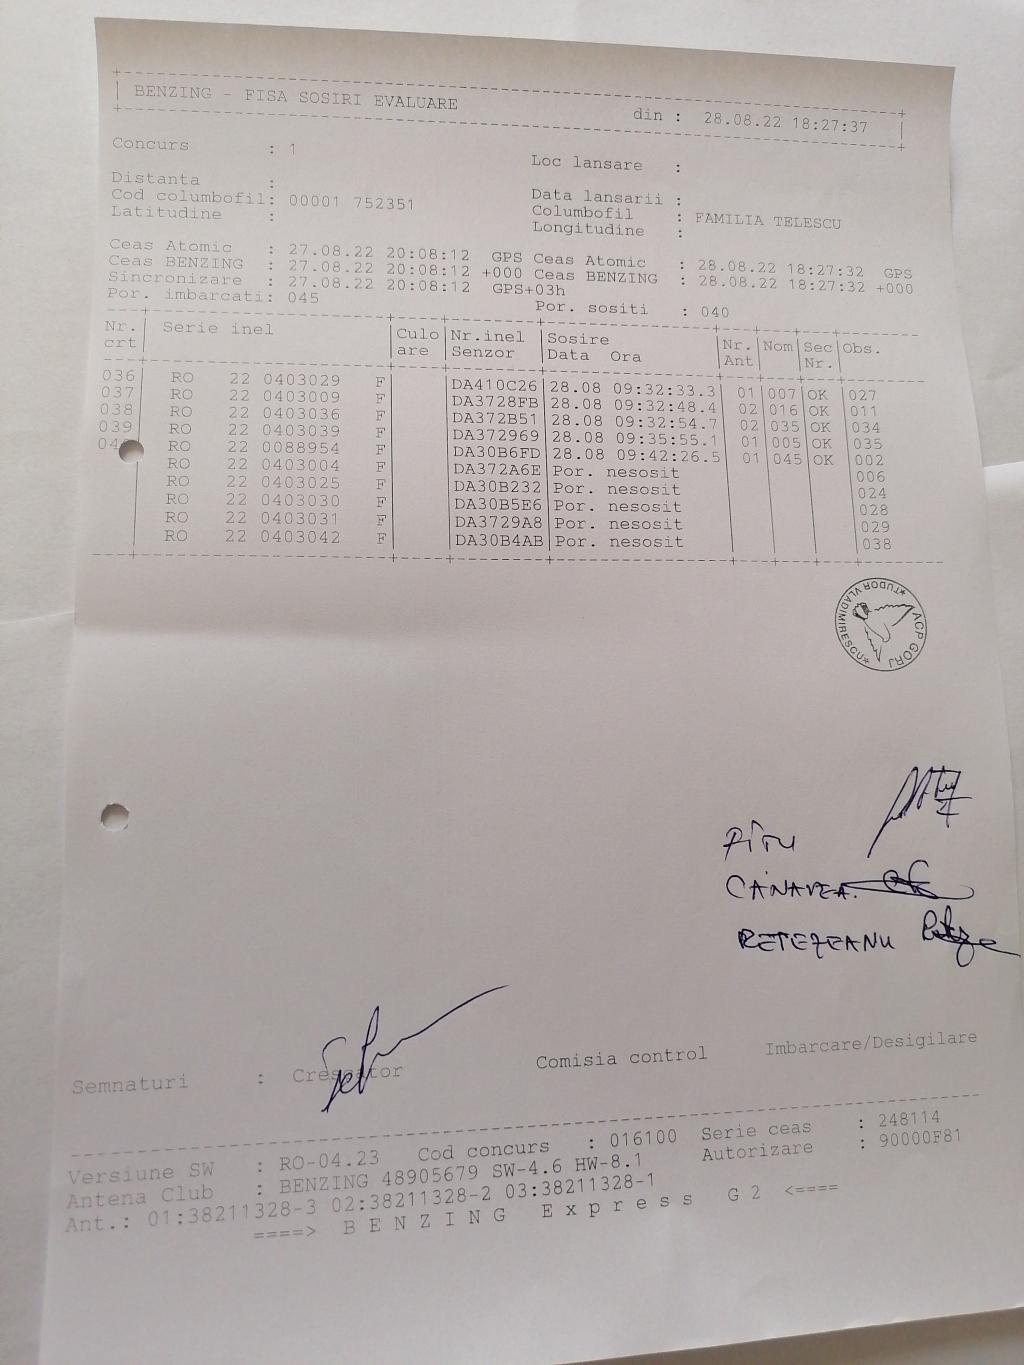 BENZING - FISA SOSIRI EVALUARE din : 28.08.22 18:27:37
Concurs : 1 Loc lansare :
Distanta : Data lansarii :
Cod columbofil: 00001 752351 Columbofil : FAMILIA TELESCU
Latitudine : Longitudine :
Ceas Atomic : 27.08.22 20:08:12 GPS Ceas Atomic : 28.08.22 18:27:32 GPS
Ceas BENZING : 27.08.22 20:08:12 +000 Ceas BENZING : 28.08.22 18:27:32 +000
Sincronizare : 27.08.22 20:08:12 GPS+03h
Por. imbarcati: 045 Por. sositi : 040
Nr. Serie inel Culo Nr.inel Sosire Nr. Nom Sec Obs.
crt are Senzor Data Ora Ant Nr.
036 RO 22 0403029 F DA410C26 28.08 09:32:33.3 01 007 OK 027
037 RO 22 0403009 F DA3728FB 28.08 09:32:48.4 02 016 OK 011
038 RO 22 0403036 F DA372B51 28.08 09:32:54.7 02 035 OK 034
039 RO 22 0403039 F DA372969 28.08 09:35:55.1 01 005 OK 035
04 RO 22 0088954 F DA30B6FD 28.08 09:42:26.5 01 045 OK 002
RO 22 0403004 F DA372A6E Por. nesosit 006
RO 22 0403025 F DA30B232 Por. nesosit 024
RO 22 0403030 F DA30B5E6 Por. nesosit 028
RO 22 0403031 F DA3729A8 Por. nesosit 029
RO 22 0403042 F DA30B4AB Por. nesosit 038
ACP GORJ *TUDOR VLADIMIRESCU*
PÎTU
CANAVEA.
RETEZEANU
Semnaturi : Crescator Comisia control Imbarcare/Desigilare
Versiune SW : RO-04.23 Cod concurs : 016100 Serie ceas : 248114
Antena Club : BENZING 48905679 SW-4.6 HW-8.1 Autorizare : 90000F81
Ant.: 01:38211328-3 02:38211328-2 03:38211328-1
====> B E N Z I N G E x p r e s s G 2 <====